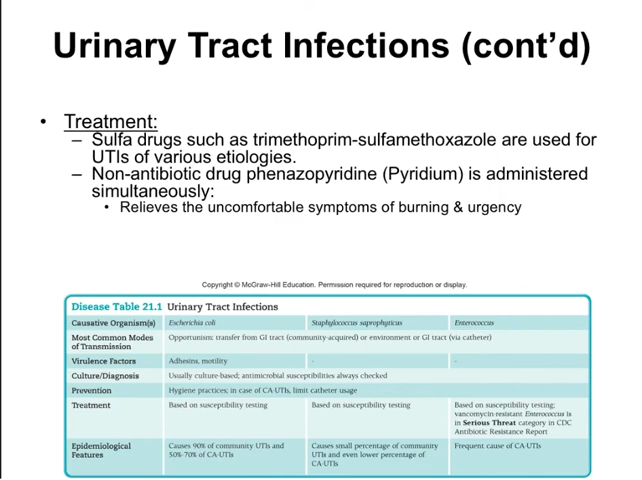 Urinary Tract Infections (cont’d)
• Treatment:
– Sulfa drugs such as trimethoprim-sulfamethoxazole are used for
UTIs of various etiologies.
– Non-antibiotic drug phenazopyridine (Pyridium) is administered
simultaneously:
• Relieves the uncomfortable symptoms of burning & urgency
Copyright © McGraw-Hill Education. Permission required for reproduction or display.
Disease Table 21.1 Urinary Tract Infections
Causative Organism(s) Escherichia coli Staphylococcus saprophyticus Enterococcus
Most Common Modes
of Transmission
Opportunism: transfer from GI tract (community-acquired) or environment or GI tract (via catheter)
Virulence Factors Adhesins, motility - -
Culture/Diagnosis Usually culture-based; antimicrobial susceptibilities always checked
Prevention Hygiene practices; in case of CA-UTIs, limit catheter usage
Treatment Based on susceptibility testing Based on susceptibility testing Based on susceptibility testing;
vancomycin resistant Enterococcus is
in Serious Threat category in CDC
Antibiotic Resistance Report
Epidemiological
Features
Causes 90% of community UTIs and
50%-70% of CA-UTIs
Causes small percentage of community
UTIs and even lower percentage of
CA-UTIs
Frequent cause of CA-UTIs